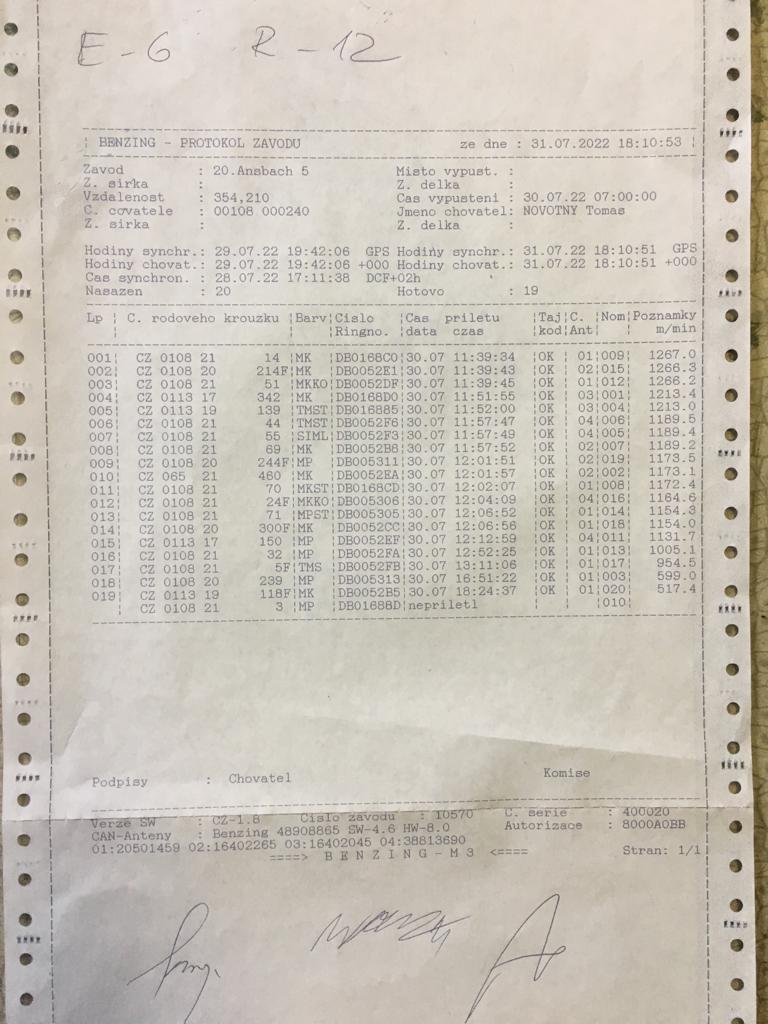 E-6 R-12
BENZING - PROTOKOL ZAVODU ze dne : 31.07.2022 18:10:53
Zavod : 20.Ansbach 5 Misto vypust. :
Z. sirka : Z. delka :
Vzdalenost : 354,210 Cas vypusteni : 30.07.22 07:00:00
C. covatele : 00108 000240 Jmeno chovatel: NOVOTNY Tomas
Z. sirka : Z. delka :
Hodiny synchr.: 29.07.22 19:42:06 GPS Hodiny synchr.: 31.07.22 18:10:51 GPS
Hodiny chovat.: 29.07.22 19:42:06 +000 Hodiny chovat.: 31.07.22 18:10:51 +000
Cas synchron. : 28.07.22 17:11:38 DCF+02h
Nasazen : 20 Hotovo : 19
Lp ¦ C. rodoveho krouzku ¦Barv¦Cislo ¦Cas priletu ¦Taj¦C. ¦Nom¦Poznamky
Ringno. ¦data czas ¦kod¦Ant¦ ¦ m/min
001¦ CZ 0108 21 14 ¦MK ¦DB0168C0¦30.07 11:39:34 ¦OK ¦ 01¦009¦ 1267.0
002¦ CZ 0108 20 214F¦MK ¦DB0052E1¦30.07 11:39:43 ¦OK ¦ 02¦015¦ 1266.3
003¦ CZ 0108 21 51 ¦MKKO¦DB0052DF¦30.07 11:39:45 ¦OK ¦ 01¦012¦ 1266.2
004¦ CZ 0113 17 342 ¦MK ¦DB0168D0¦30.07 11:51:55 ¦OK ¦ 03¦001¦ 1213.4
005¦ CZ 0113 19 139 ¦TMST¦DB016885¦30.07 11:52:00 ¦OK ¦ 03¦004¦ 1213.0
006¦ CZ 0108 21 44 ¦TMST¦DB0052F6¦30.07 11:57:47 ¦OK ¦ 04¦006¦ 1189.5
007¦ CZ 0108 21 55 ¦SIML¦DB0052F3¦30.07 11:57:49 ¦OK ¦ 04¦005¦ 1189.4
008¦ CZ 0108 21 69 ¦MK ¦DB0052B8¦30.07 11:57:52 ¦OK ¦ 02¦007¦ 1189.2
009¦ CZ 0108 20 244F¦MP ¦DB005311¦30.07 12:01:51 ¦OK ¦ 02¦019¦ 1173.5
010¦ CZ 065 21 460 ¦MK ¦DB0052EA¦30.07 12:01:57 ¦OK ¦ 02¦002¦ 1173.1
011¦ CZ 0108 21 70 ¦MKST¦DB0168CD¦30.07 12:02:07 ¦OK ¦ 01¦008¦ 1172.4
012¦ CZ 0108 21 24F¦MKKO¦DB005306¦30.07 12:04:09 ¦OK ¦ 04¦016¦ 1164.6
013¦ CZ 0108 21 71 ¦MPST¦DB005305¦30.07 12:06:52 ¦OK ¦ 01¦014¦ 1154.3
014¦ CZ 0108 20 300F¦MK ¦DB0052CC¦30.07 12:06:56 ¦OK ¦ 01¦018¦ 1154.0
015¦ CZ 0113 17 150 ¦MP ¦DB0052EF¦30.07 12:12:59 ¦OK ¦ 04¦011¦ 1131.7
016¦ CZ 0108 21 32 ¦MP ¦DB0052FA¦30.07 12:52:25 ¦OK ¦ 01¦013¦ 1005.1
017¦ CZ 0108 21 5F¦TMS ¦DB0052FB¦30.07 13:11:06 ¦OK ¦ 01¦017¦ 954.5
018¦ CZ 0108 20 239 ¦MP ¦DB005313¦30.07 16:51:22 ¦OK ¦ 01¦003¦ 599.0
019¦ CZ 0113 19 118F¦MK ¦DB0052B5¦30.07 18:24:37 ¦OK ¦ 01¦020¦ 517.4
¦ CZ 0108 21 3 ¦MP ¦DB01688D¦nepriletl ¦ ¦ ¦010¦
Podpisy : Chovatel Komise
Verze SW : CZ-1.8 Cislo zavodu : 10570 C. serie : 400020
CAN-Anteny : Benzing 48908865 SW-4.6 HW-8.0 Autorizace : 8000A0BB
01:20501459 02:16402265 03:16402045 04:38813690
====> B E N Z I N G - M 3 <==== Stran: 1/1